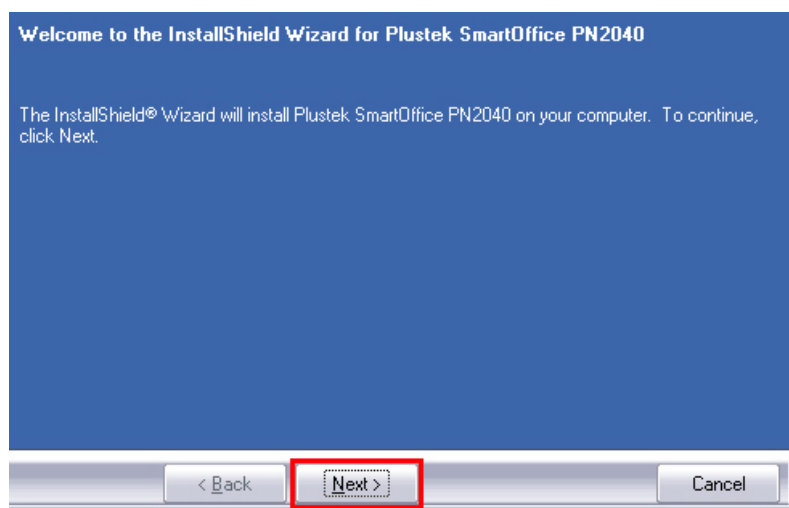 Welcome to the InstallShield Wizard for Plustek SmartOffice PN2040
The InstallShield® Wizard will install Plustek SmartOffice PN2040 on your computer. To continue,
click Next.
< Back
Next >
Cancel